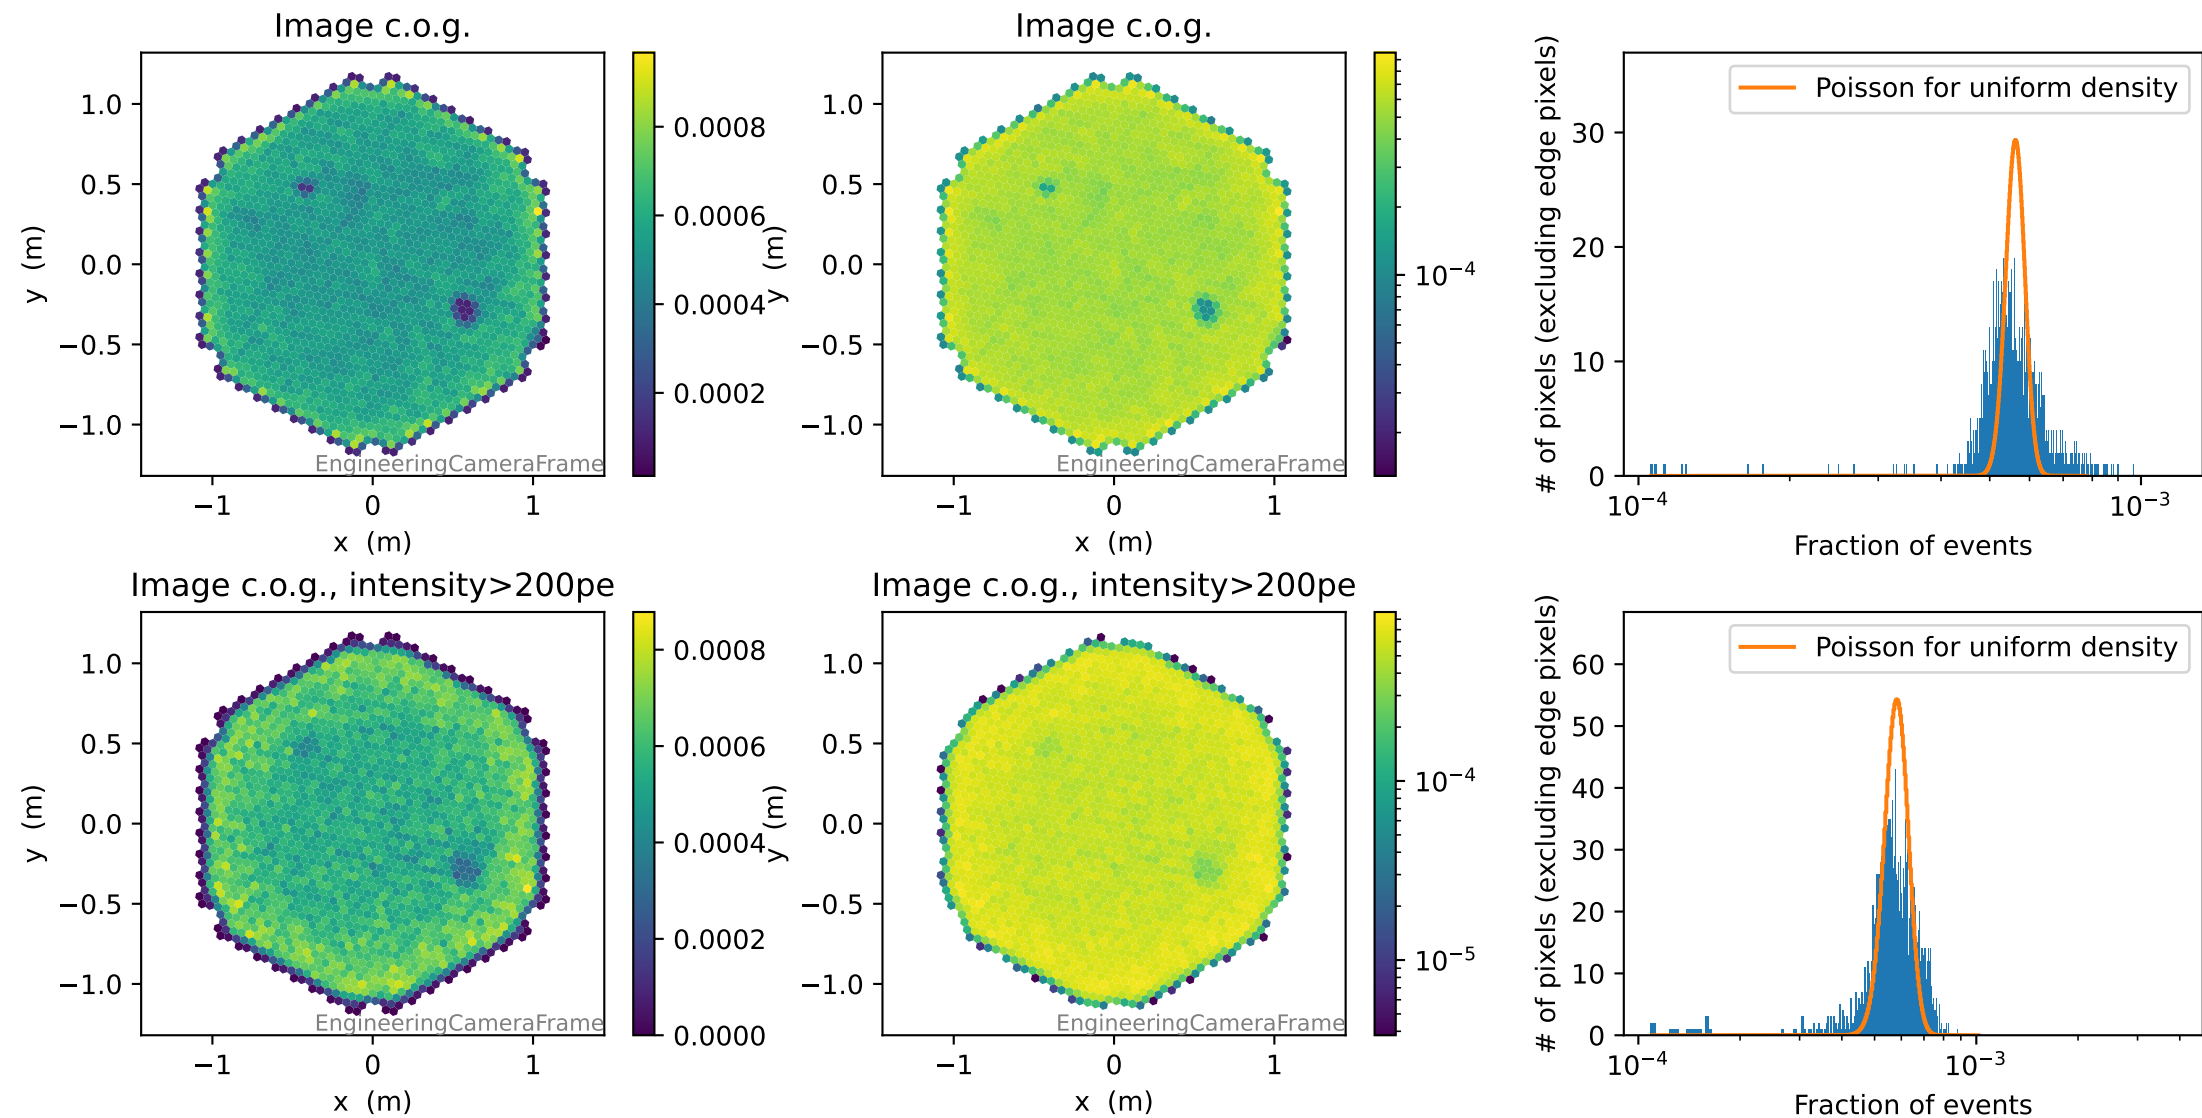 Image c.o.g.
1.0
0.5
0.0
−0.5
−1.0
y (m)
−1
0
1
x (m)
EngineeringCameraFrame
0.0008
0.0006
0.0004
0.0002
Image c.o.g.
1.0
0.5
0.0
−0.5
−1.0
y (m)
−1
0
1
x (m)
EngineeringCameraFrame
10⁻⁴
# of pixels (excluding edge pixels)
30
20
10
0
Poisson for uniform density
10⁻⁴
10⁻³
Fraction of events
Image c.o.g., intensity>200pe
1.0
0.5
0.0
−0.5
−1.0
y (m)
−1
0
1
x (m)
EngineeringCameraFrame
0.0008
0.0006
0.0004
0.0002
0.0000
Image c.o.g., intensity>200pe
1.0
0.5
0.0
−0.5
−1.0
y (m)
−1
0
1
x (m)
EngineeringCameraFrame
10⁻⁴
10⁻⁵
# of pixels (excluding edge pixels)
60
50
40
30
20
10
0
Poisson for uniform density
10⁻⁴
10⁻³
Fraction of events